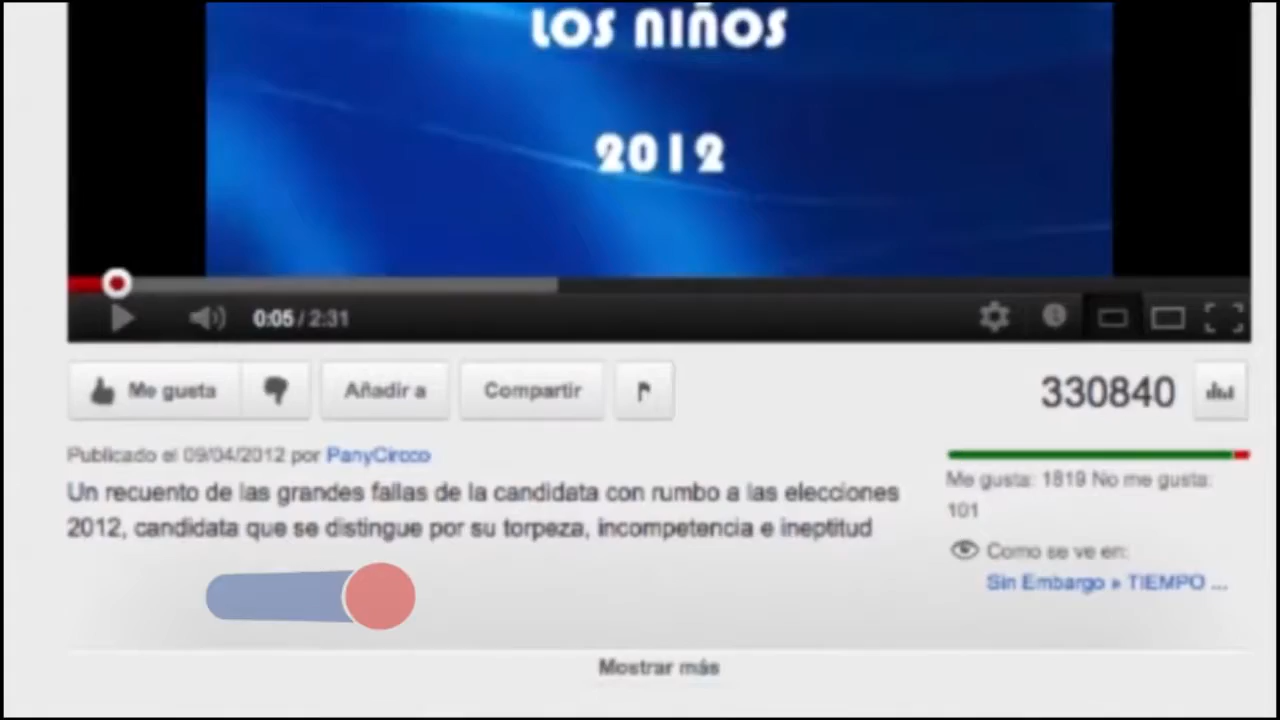 LOS NIÑOS
2012
0:05 / 2:31
Me gusta
Añadir a
Compartir
330840
Publicado el 09/04/2012 por PanyCircco
Un recuento de las grandes fallas de la candidata con rumbo a las elecciones
2012, candidata que se distingue por su torpeza, incompetencia e ineptitud
Me gusta: 1819 No me gusta:
101
Como se ve en:
Sin Embargo » TIEMPO ...
Mostrar más